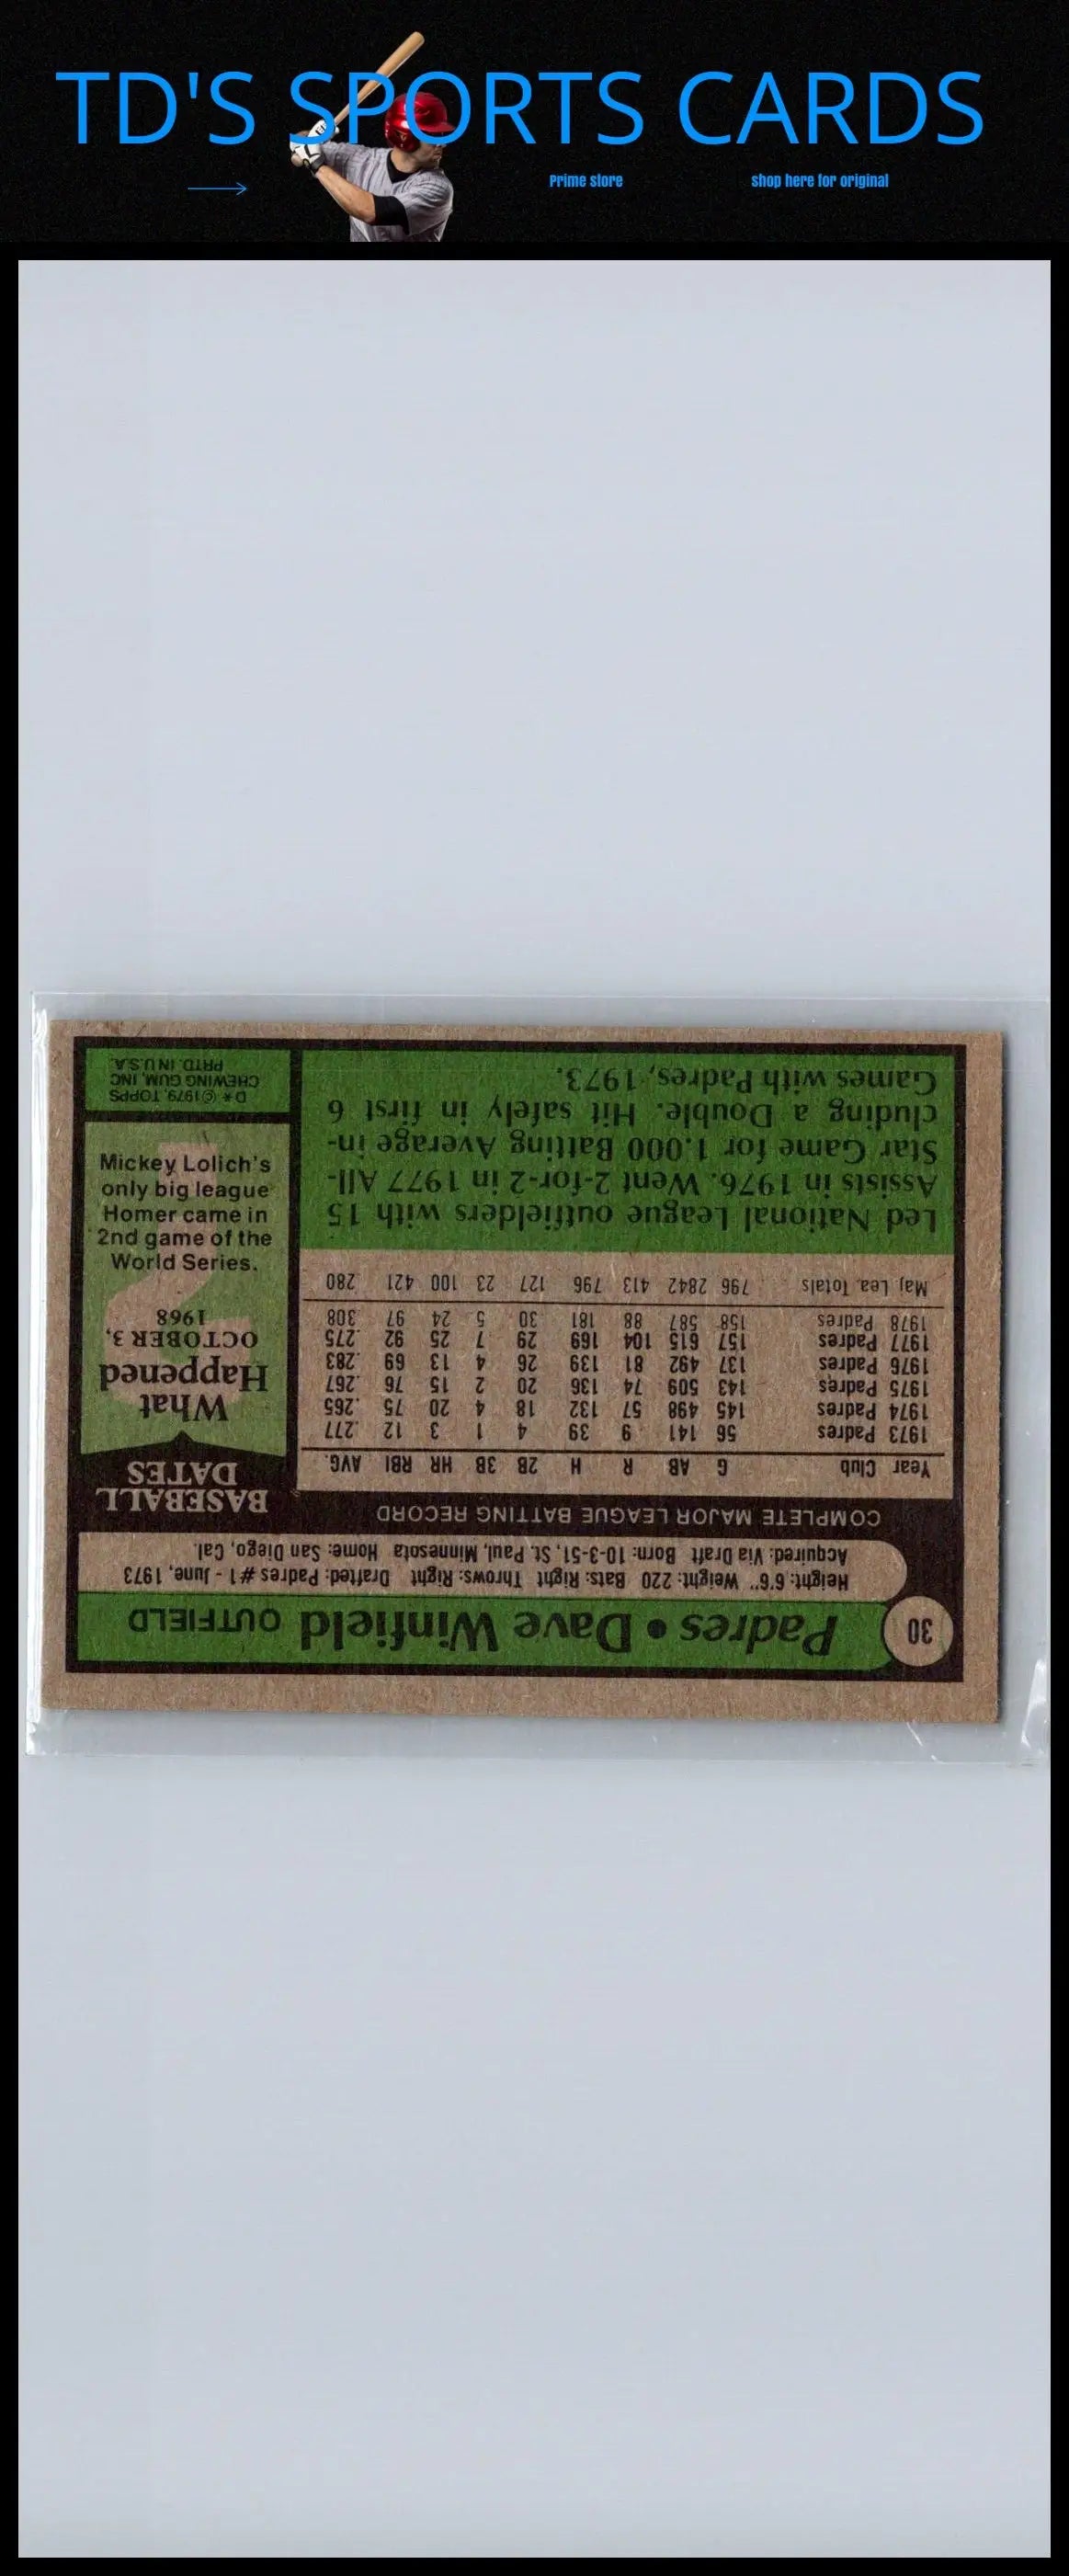 TD'S SPORTS CARDS
Prime store
shop here for original
30
Padres • Dave Winfield OUTFIELD
Height: 6'6" Weight: 220 Bats: Right Throws: Right Drafted: Padres #1 - June, 1973
Acquired: Via Draft Born: 10-3-51, St. Paul, Minnesota Home: San Diego, Cal.
COMPLETE MAJOR LEAGUE BATTING RECORD
Year Club G AB R H 2B 3B HR RBI AVG.
1973 Padres 56 141 9 39 4 1 3 12 .277
1974 Padres 145 498 57 132 18 4 20 75 .265
1975 Padres 143 509 74 136 20 2 15 76 .267
1976 Padres 137 492 81 139 26 4 13 69 .283
1977 Padres 157 615 104 169 29 7 25 92 .275
1978 Padres 158 587 88 181 30 5 24 97 .308
Maj. Lea. Totals 796 2842 413 796 127 23 100 421 .280
Led National League outfielders with 15
Assists in 1976. Went 2-for-2 in 1977 All-
Star Game for 1.000 Batting Average in-
cluding a Double. Hit safely in first 6
Games with Padres, 1973.
BASEBALL
DATES
What
Happened
OCTOBER 3,
1968
Mickey Lolich's
only big league
Homer came in
2nd game of the
World Series.
D* © 1979, TOPPS
CHEWING GUM, INC
PRTD. IN U.S.A.